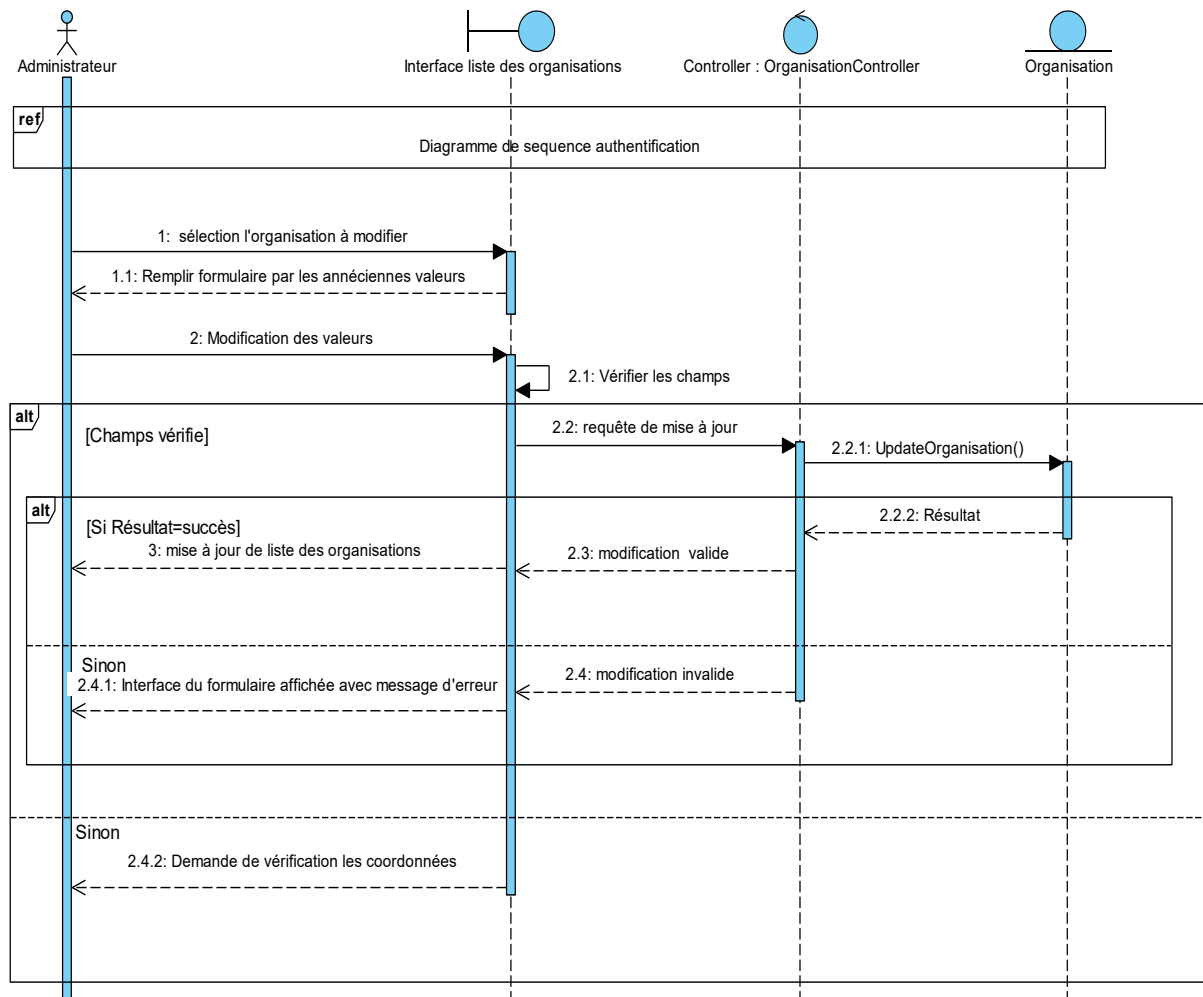 Administrateur
Interface liste des organisations
Controller : OrganisationController
Organisation
ref
Diagramme de sequence authentification
1:  sélection l'organisation à modifier
1.1: Remplir formulaire par les annéciennes valeurs
2: Modification des valeurs
2.1: Vérifier les champs
alt
[Champs vérifie]
2.2: requête de mise à jour
2.2.1: UpdateOrganisation()
alt
[Si Résultat=succès]
2.2.2: Résultat
3: mise à jour de liste des organisations
2.3: modification  valide
Sinon
2.4: modification invalide
2.4.1: Interface du formulaire affichée avec message d'erreur
Sinon
2.4.2: Demande de vérification les coordonnées